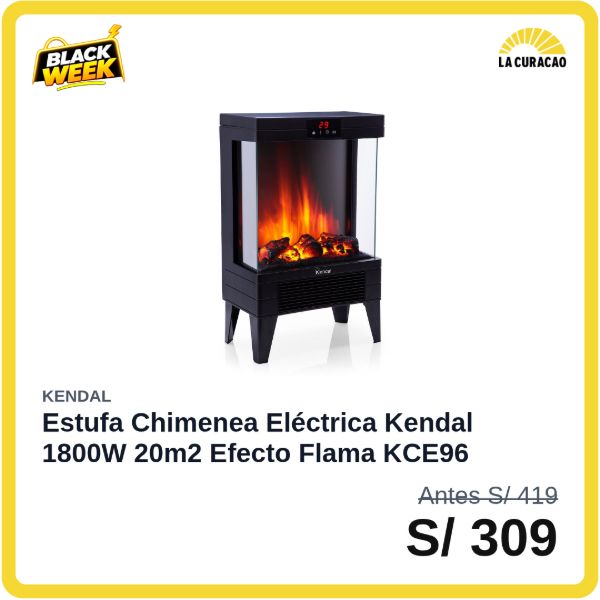 BLACK
WEEK
LA CURACAO
29
Kendal
KENDAL
Estufa Chimenea Eléctrica Kendal
1800W 20m2 Efecto Flama KCE96
Antes S/ 419
S/ 309